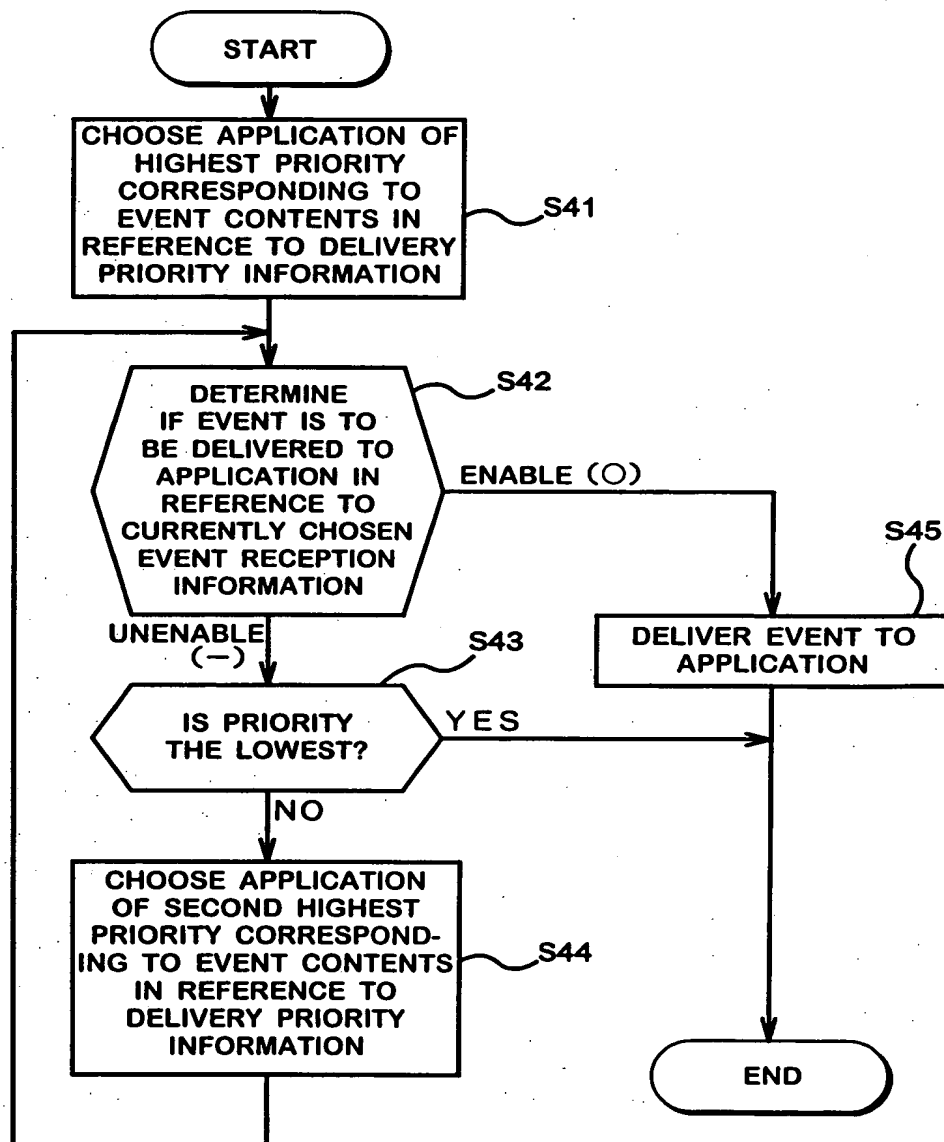 START
CHOOSE APPLICATION OF
HIGHEST PRIORITY
CORRESPONDING TO
EVENT CONTENTS IN
REFERENCE TO DELIVERY
PRIORITY INFORMATION
S41
DETERMINE
IF EVENT IS TO
BE DELIVERED TO
APPLICATION IN
REFERENCE TO
CURRENTLY CHOSEN
EVENT RECEPTION
INFORMATION
S42
ENABLE (○)
S45
DELIVER EVENT TO
APPLICATION
UNENABLE
(—)
S43
IS PRIORITY
THE LOWEST?
YES
NO
CHOOSE APPLICATION
OF SECOND HIGHEST
PRIORITY CORRESPOND-
ING TO EVENT CONTENTS
IN REFERENCE TO
DELIVERY PRIORITY
INFORMATION
S44
END